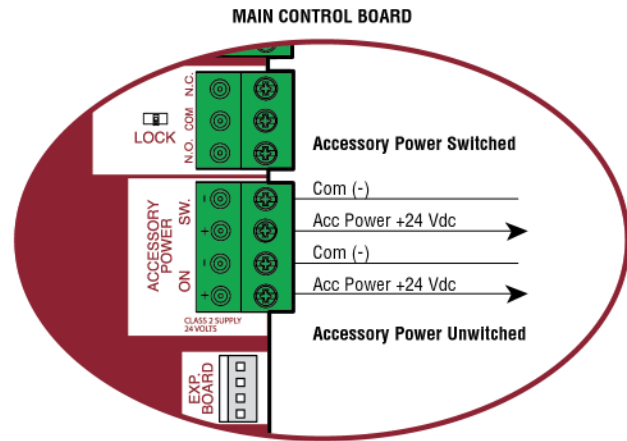 MAIN CONTROL BOARD
N.C.
COM
N.O.
LOCK
Accessory Power Switched
ACCESSORY
POWER
SW.
ON
-
+
-
+
Com (-)
Acc Power +24 Vdc
Com (-)
Acc Power +24 Vdc
CLASS 2 SUPPLY
24 VOLTS
Accessory Power Unwitched
EXP.
BOARD